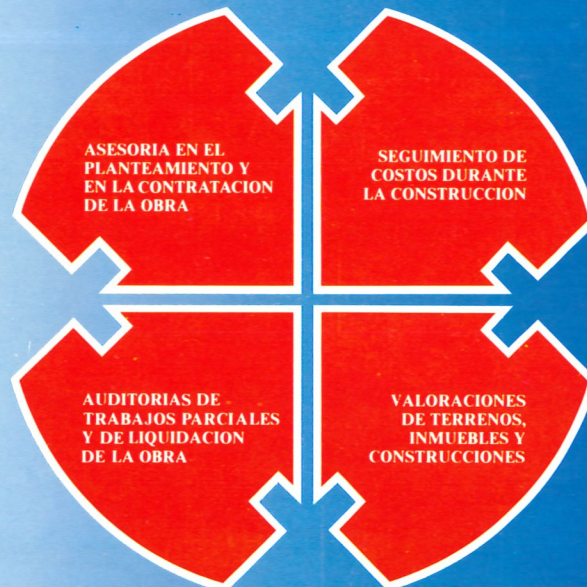 ASESORIA EN EL
PLANTEAMIENTO Y
EN LA CONTRATACION
DE LA OBRA
SEGUIMIENTO DE
COSTOS DURANTE
LA CONSTRUCCION
AUDITORIAS DE
TRABAJOS PARCIALES
Y DE LIQUIDACION
DE LA OBRA
VALORACIONES
DE TERRENOS,
INMUEBLES Y
CONSTRUCCIONES